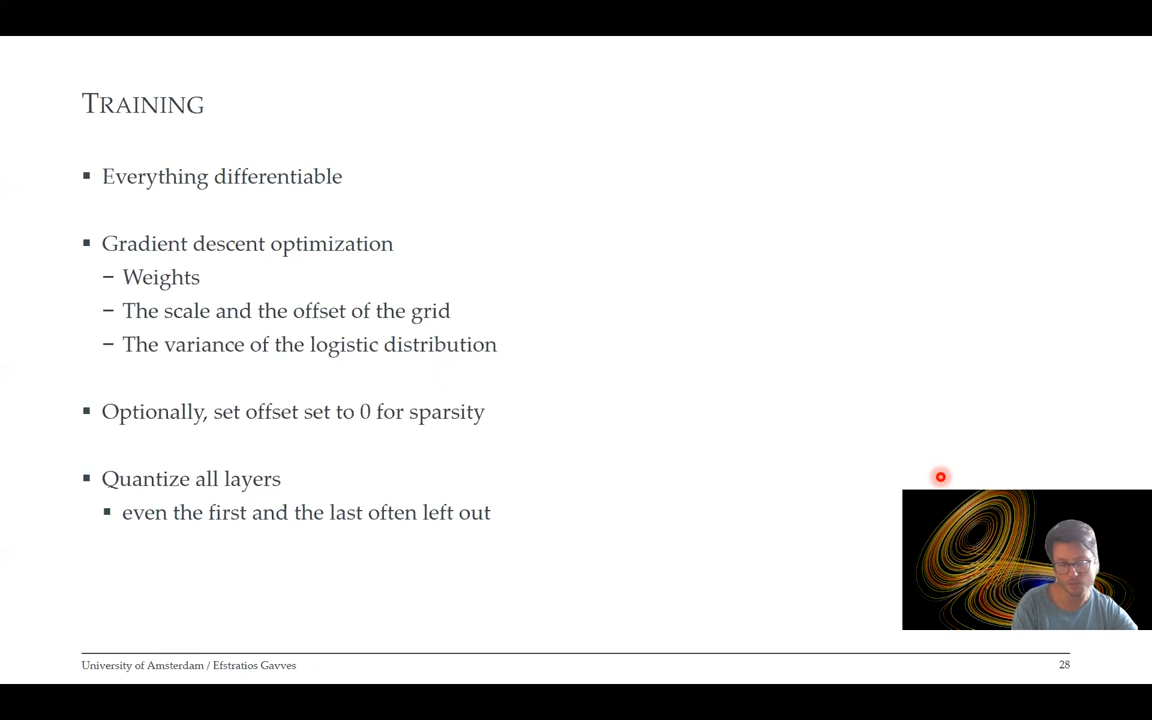 TRAINING
▪ Everything differentiable
▪ Gradient descent optimization
− Weights
− The scale and the offset of the grid
− The variance of the logistic distribution
▪ Optionally, set offset set to 0 for sparsity
▪ Quantize all layers
▪ even the first and the last often left out
University of Amsterdam / Efstratios Gavves
28